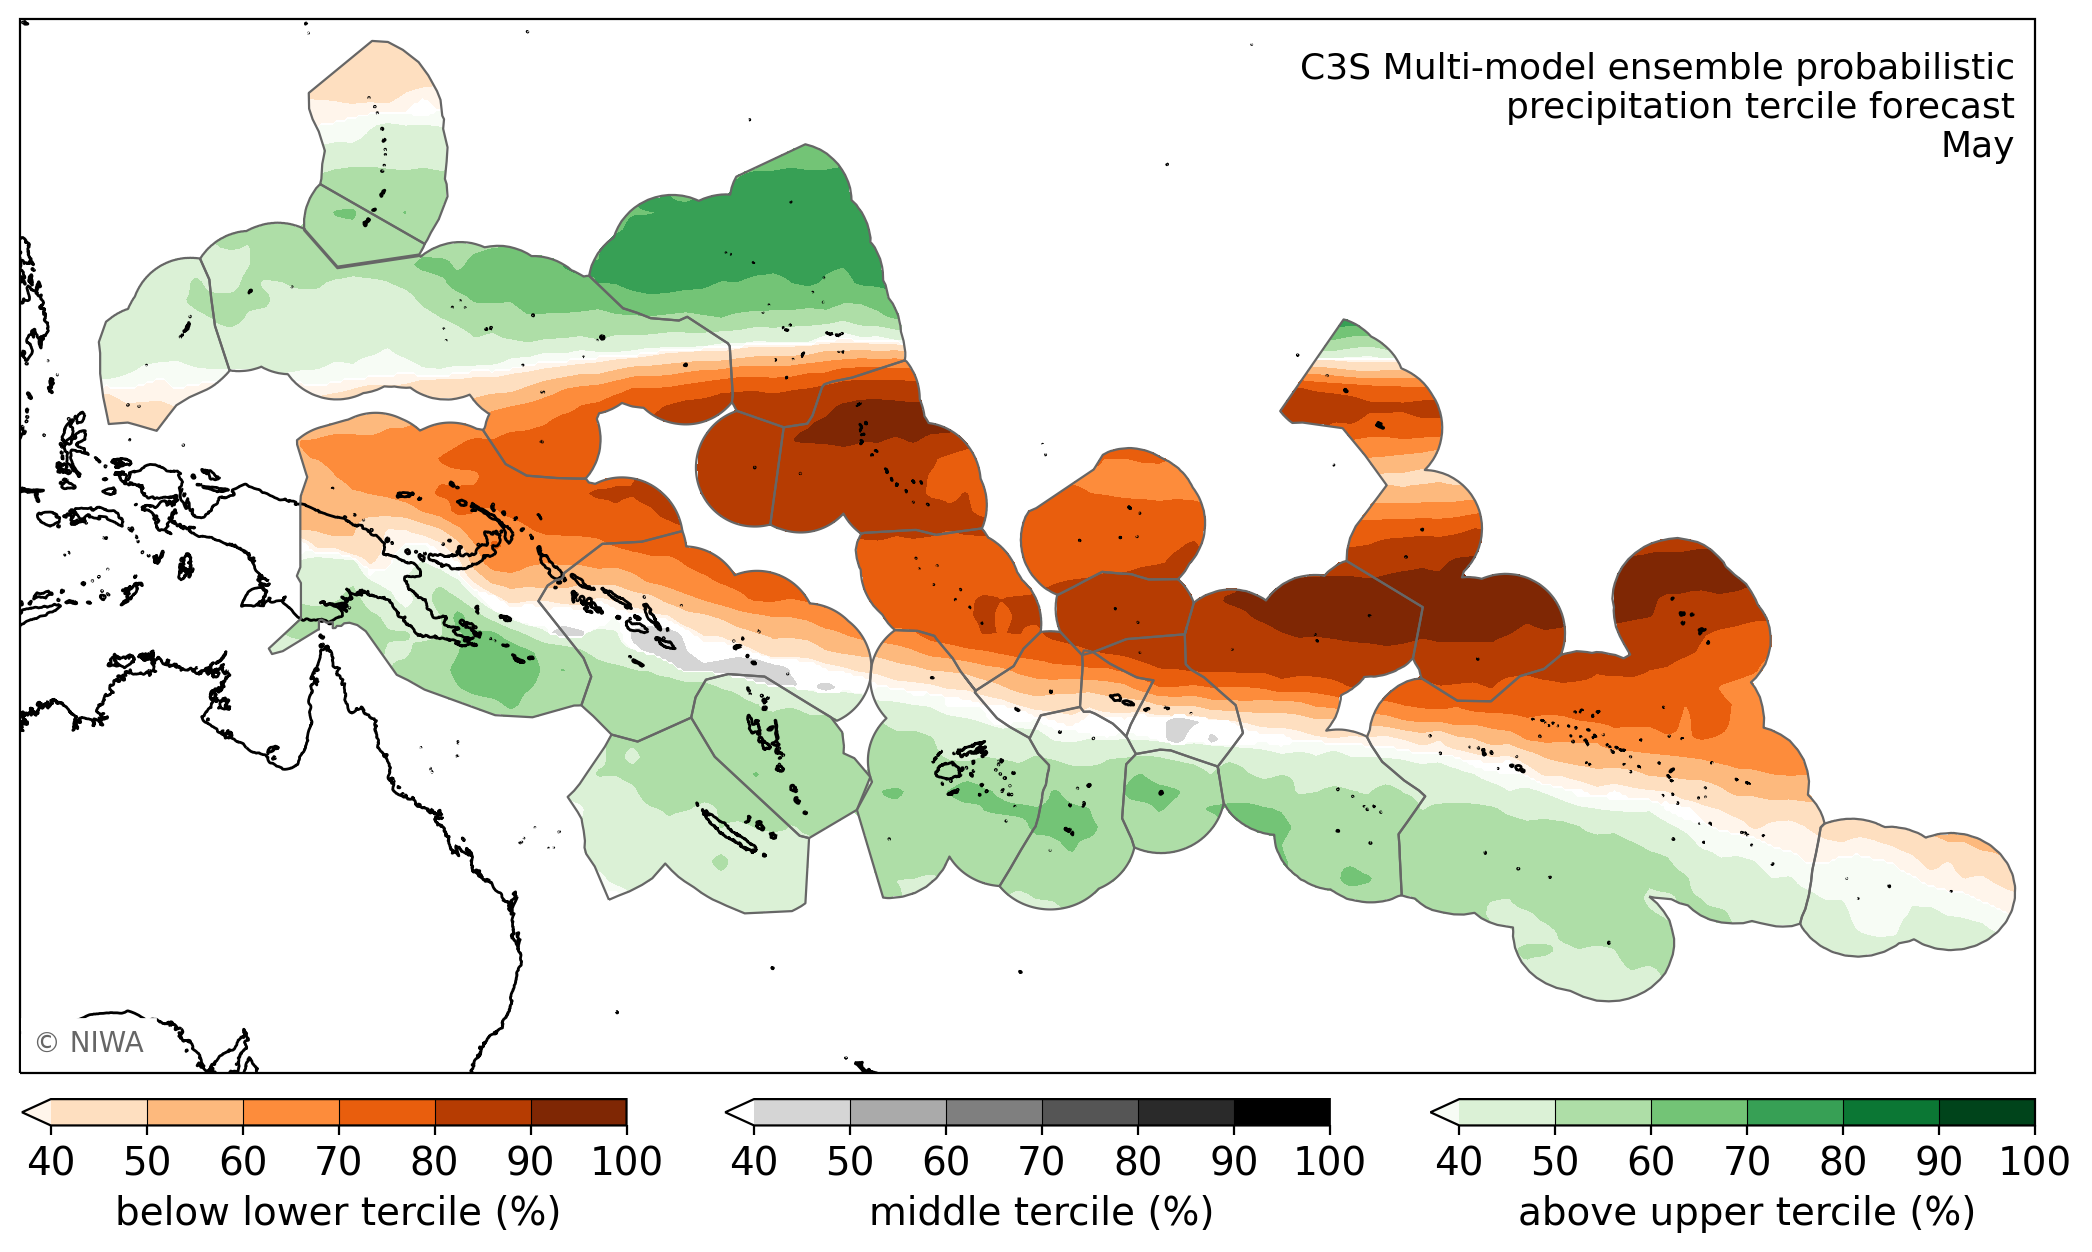 C3S Multi-model ensemble probabilistic
precipitation tercile forecast
May
© NIWA
40 50 60 70 80 90 100
below lower tercile (%)
40 50 60 70 80 90 100
middle tercile (%)
40 50 60 70 80 90 100
above upper tercile (%)